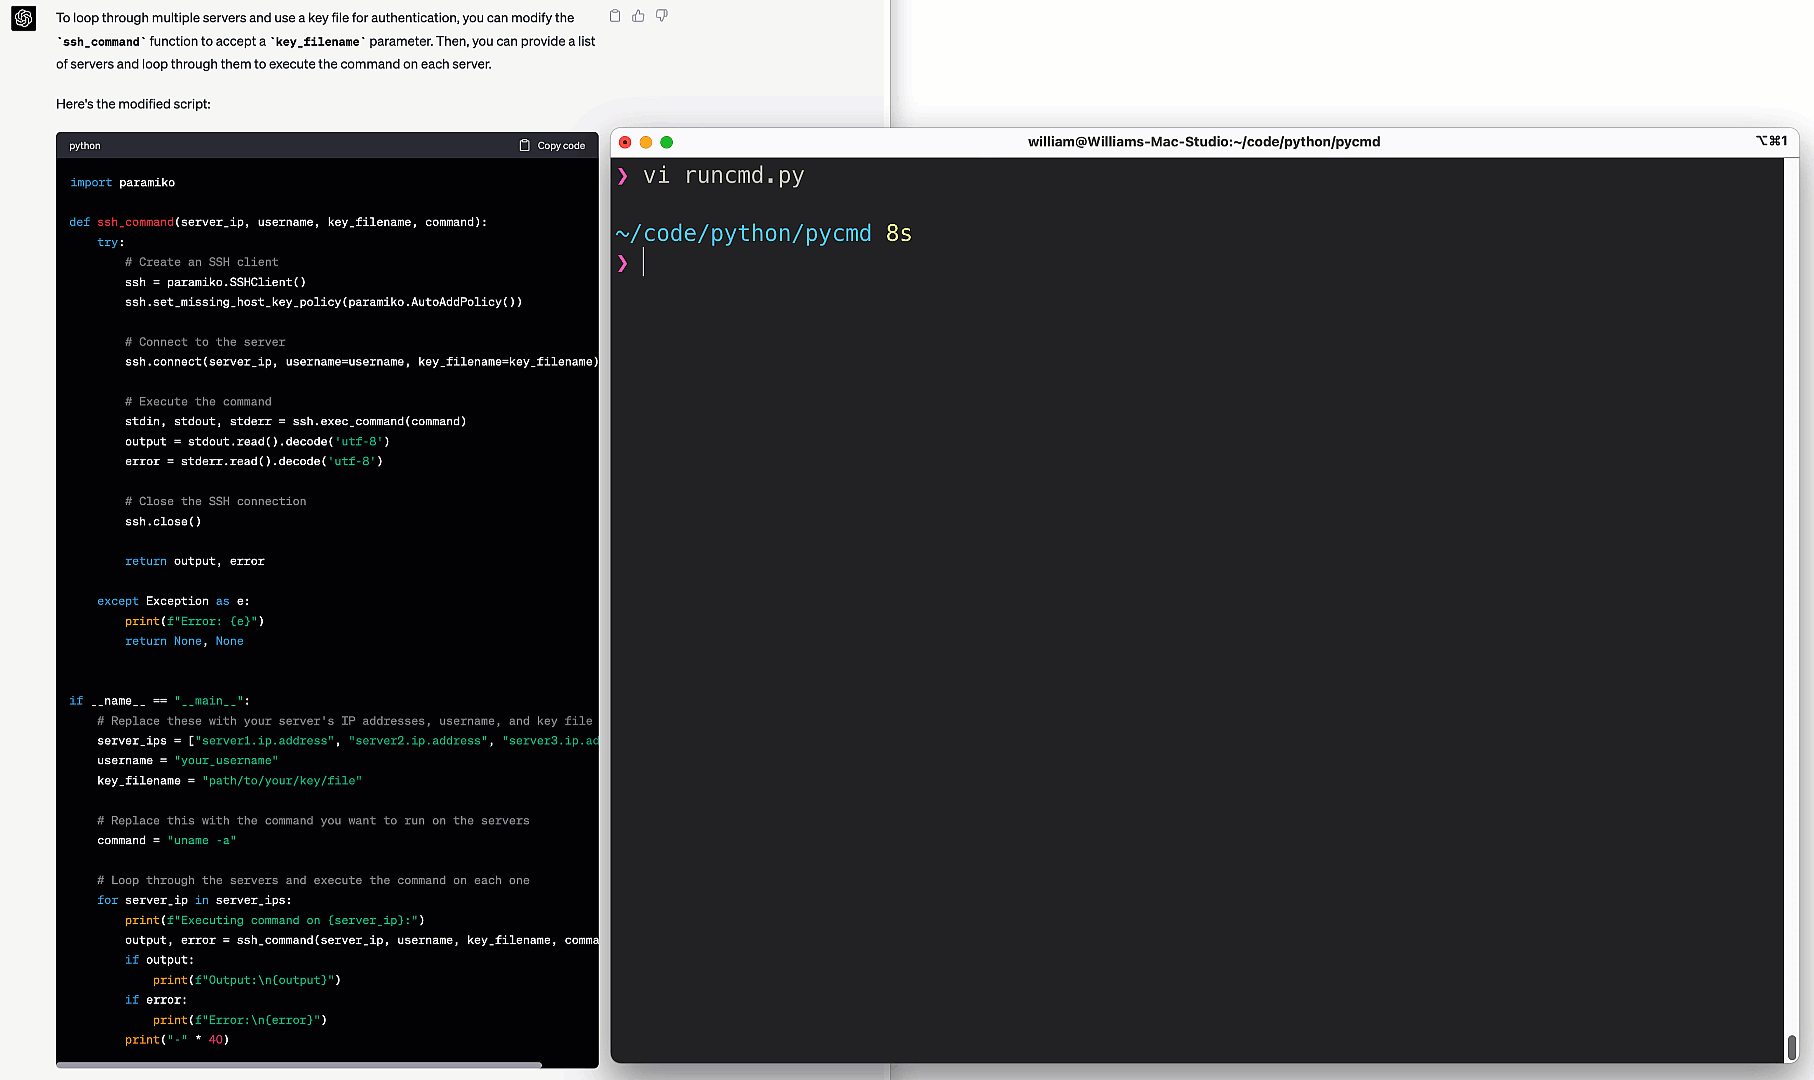 To loop through multiple servers and use a key file for authentication, you can modify the
`ssh_command` function to accept a `key_filename` parameter. Then, you can provide a list
of servers and loop through them to execute the command on each server.
Here's the modified script:
python
Copy code
import paramiko
def ssh_command(server_ip, username, key_filename, command):
    try:
        # Create an SSH client
        ssh = paramiko.SSHClient()
        ssh.set_missing_host_key_policy(paramiko.AutoAddPolicy())
        # Connect to the server
        ssh.connect(server_ip, username=username, key_filename=key_filename)
        # Execute the command
        stdin, stdout, stderr = ssh.exec_command(command)
        output = stdout.read().decode('utf-8')
        error = stderr.read().decode('utf-8')
        # Close the SSH connection
        ssh.close()
        return output, error
    except Exception as e:
        print(f"Error: {e}")
        return None, None
if __name__ == "__main__":
    # Replace these with your server's IP addresses, username, and key file
    server_ips = ["server1.ip.address", "server2.ip.address", "server3.ip.ad
    username = "your_username"
    key_filename = "path/to/your/key/file"
    # Replace this with the command you want to run on the servers
    command = "uname -a"
    # Loop through the servers and execute the command on each one
    for server_ip in server_ips:
        print(f"Executing command on {server_ip}:")
        output, error = ssh_command(server_ip, username, key_filename, comma
        if output:
            print(f"Output:\n{output}")
        if error:
            print(f"Error:\n{error}")
        print("-" * 40)
william@Williams-Mac-Studio:~/code/python/pycmd
⌥⌘1
❯ vi runcmd.py
~/code/python/pycmd 8s
❯